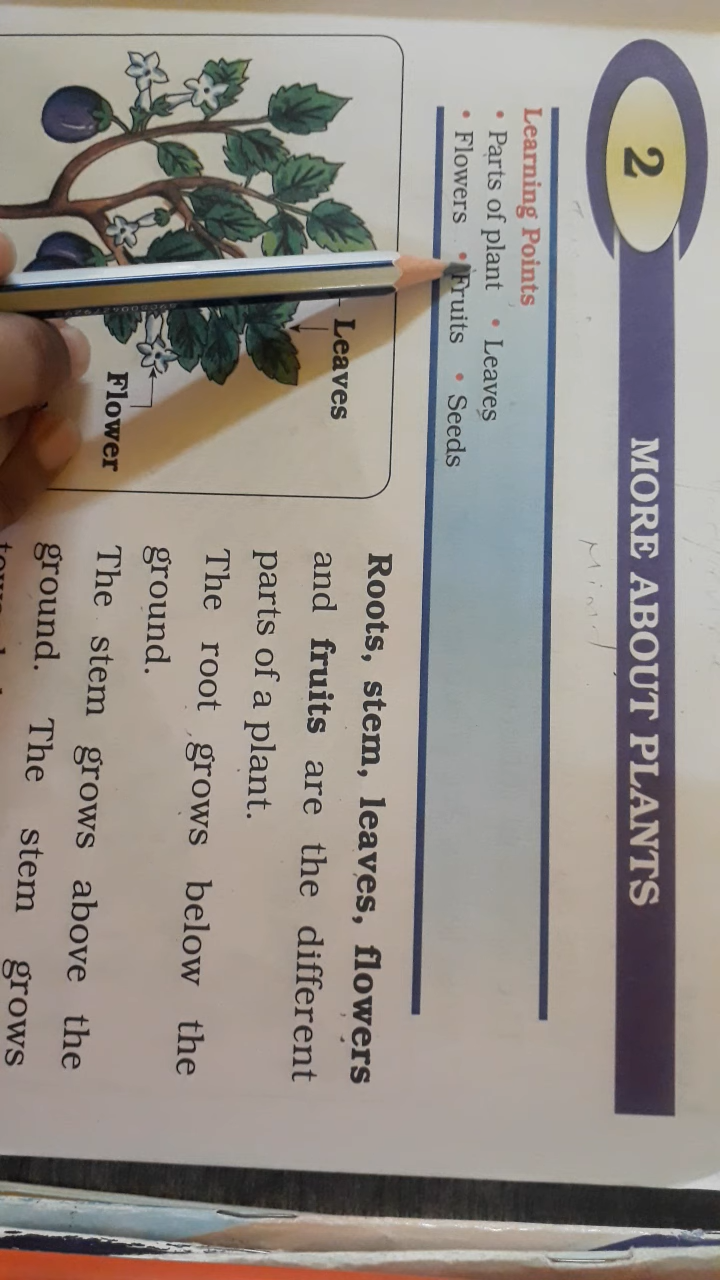 2
MORE ABOUT PLANTS
Learning Points
• Parts of plant • Leaves
• Flowers • Fruits • Seeds
Leaves
Flower
Roots, stem, leaves, flowers
and fruits are the different
parts of a plant.
The root grows below the
ground.
The stem grows above the
ground. The stem grows